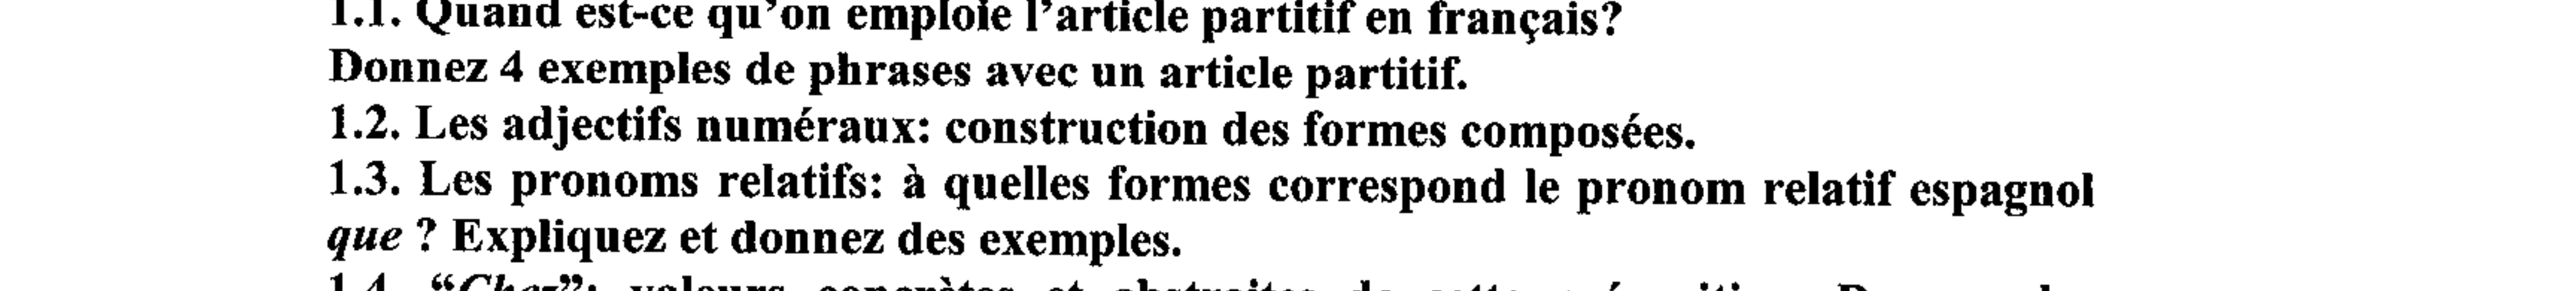 1.1. Quand est-ce qu'on emploie l'article partitif en français?
Donnez 4 exemples de phrases avec un article partitif.
1.2. Les adjectifs numéraux: construction des formes composées.
1.3. Les pronoms relatifs: à quelles formes correspond le pronom relatif espagnol
que ? Expliquez et donnez des exemples.
1.4. “Chez”: valeurs concrètes et abstraites de cette